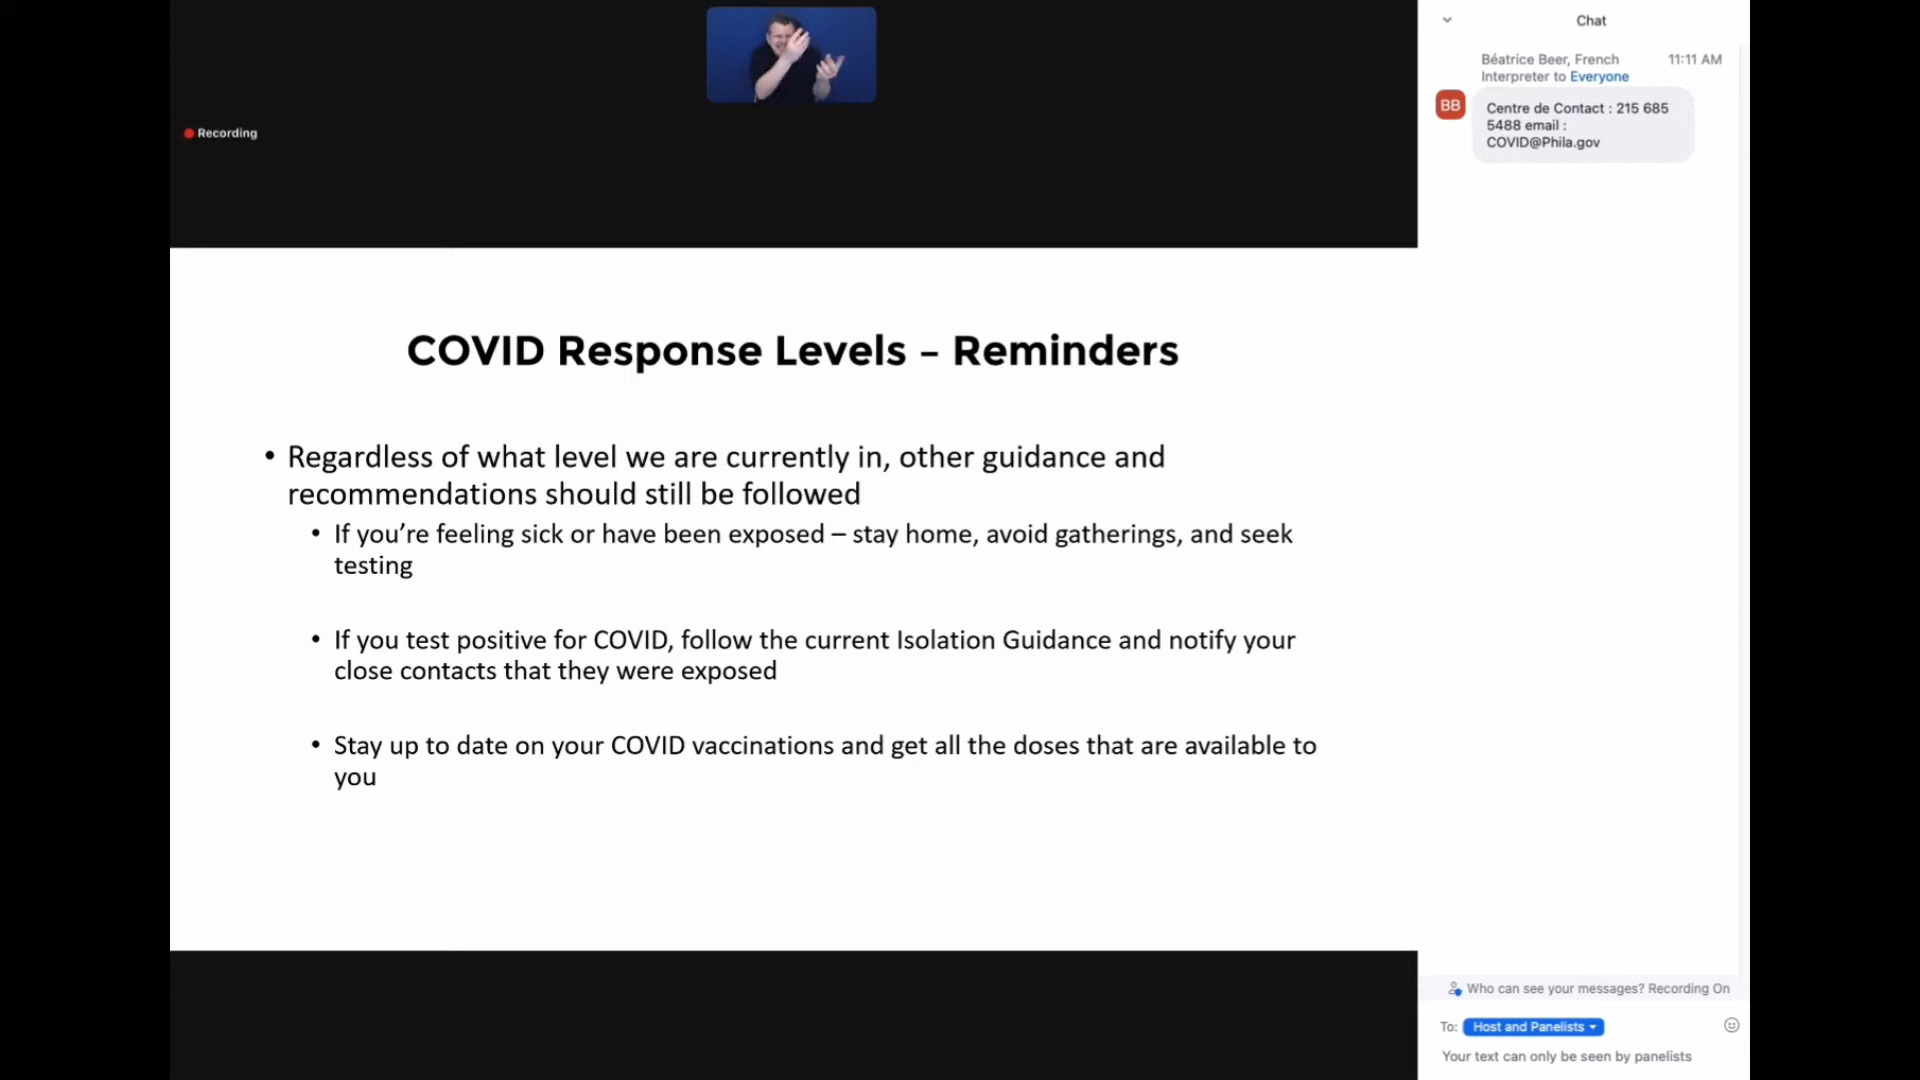 Recording
COVID Response Levels – Reminders
• Regardless of what level we are currently in, other guidance and
recommendations should still be followed
• If you’re feeling sick or have been exposed – stay home, avoid gatherings, and seek
testing
• If you test positive for COVID, follow the current Isolation Guidance and notify your
close contacts that they were exposed
• Stay up to date on your COVID vaccinations and get all the doses that are available to
you
Chat
Béatrice Beer, French
Interpreter to Everyone
11:11 AM
BB
Centre de Contact : 215 685
5488 email :
COVID@Phila.gov
Who can see your messages? Recording On
To: Host and Panelists
Your text can only be seen by panelists